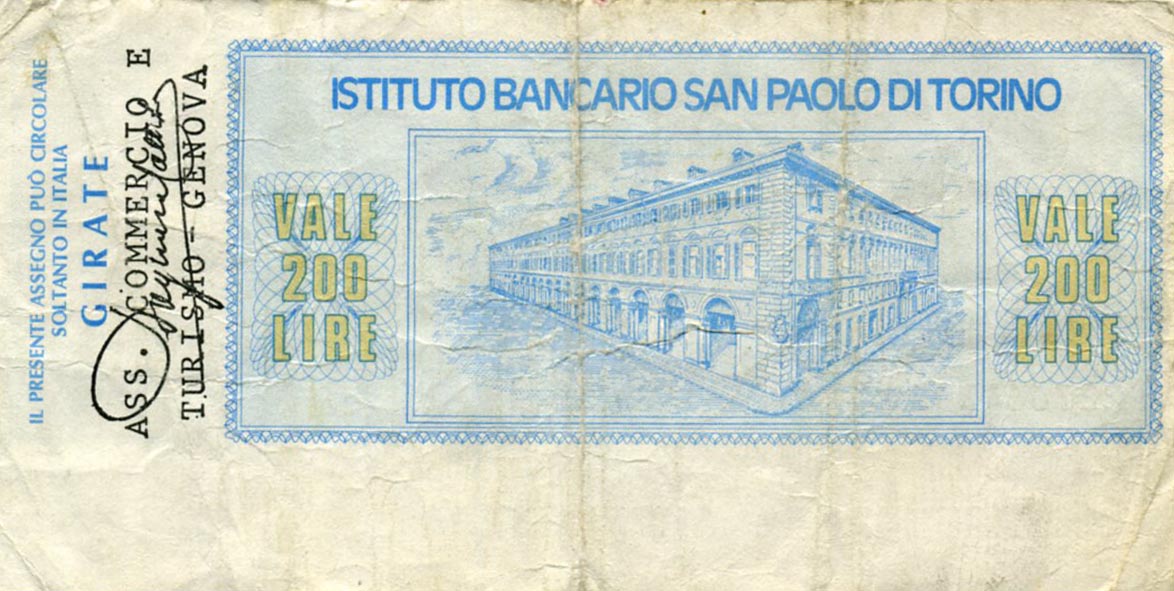 IL PRESENTE ASSEGNO PUÒ CIRCOLARE
SOLTANTO IN ITALIA
GIRATE
ASS. COMMERCIO E
TURISMO - GENOVA
ISTITUTO BANCARIO SAN PAOLO DI TORINO
VALE
200
LIRE
VALE
200
LIRE